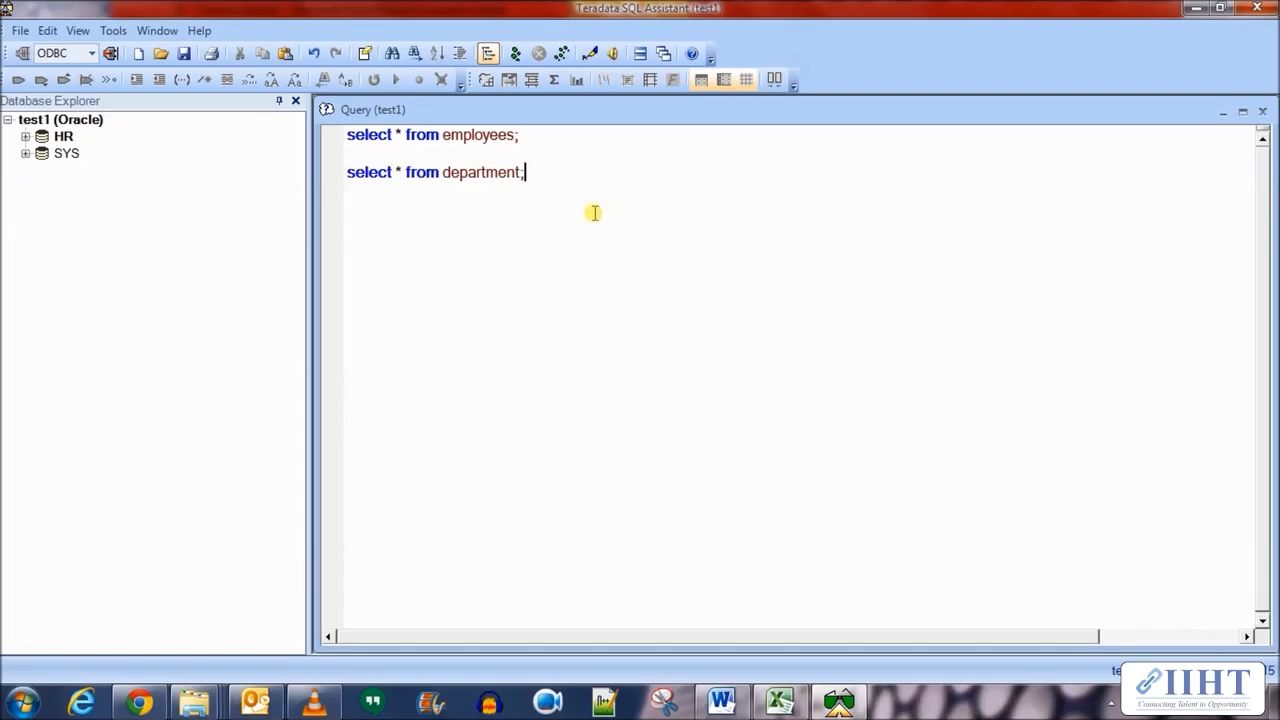 Teradata SQL Assistant (test1)
File Edit View Tools Window Help
ODBC
Database Explorer
Query (test1)
test1 (Oracle)
HR
SYS
select * from employees;
select * from department;
IIHT
Connecting Talent to Opportunity